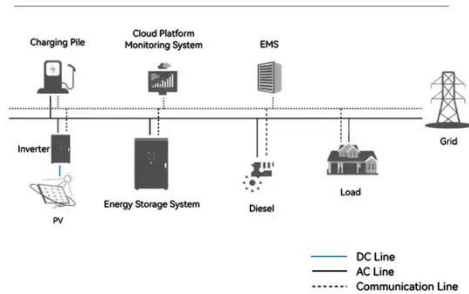 Charging Pile
Cloud Platform
Monitoring System
EMS
Inverter
PV
Energy Storage System
Diesel
Load
Grid
DC Line
AC Line
Communication Line